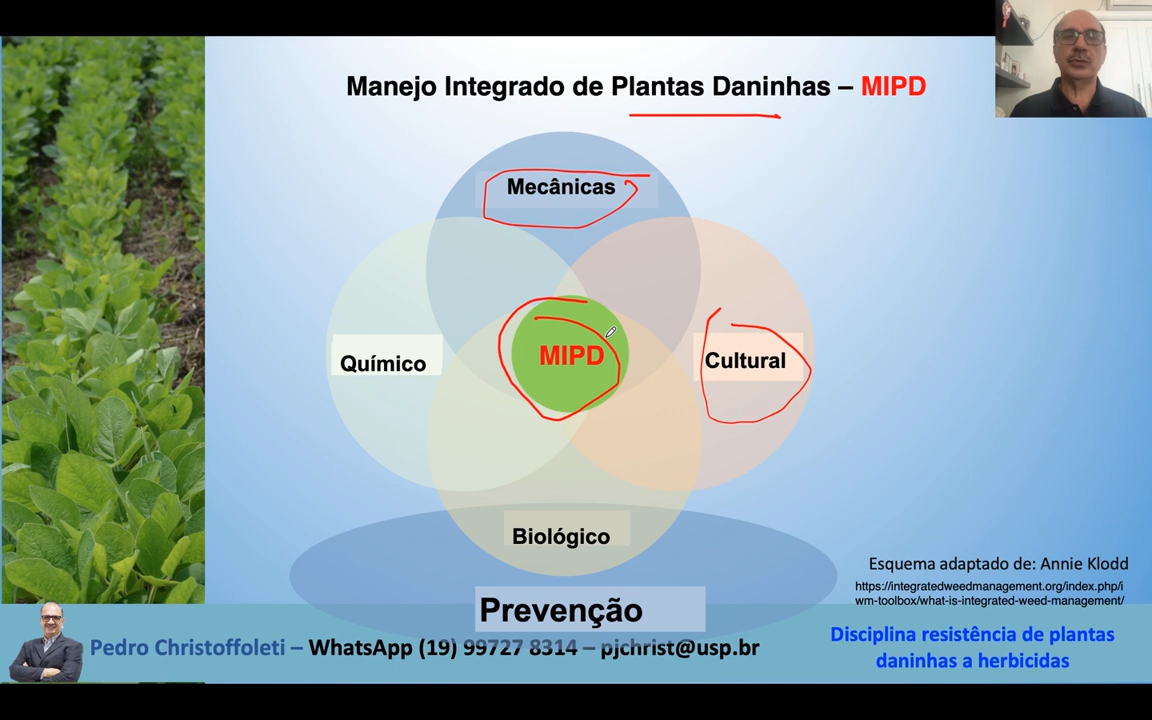 Manejo Integrado de Plantas Daninhas – MIPD
Mecânicas
MIPD
Químico
Cultural
Biológico
Esquema adaptado de: Annie Klodd
https://integratedweedmanagement.org/index.php/i
wm-toolbox/what-is-integrated-weed-management/
Prevenção
Pedro Christoffoleti – WhatsApp (19) 99727 8314 – pjchrist@usp.br
Disciplina resistência de plantas
daninhas a herbicidas